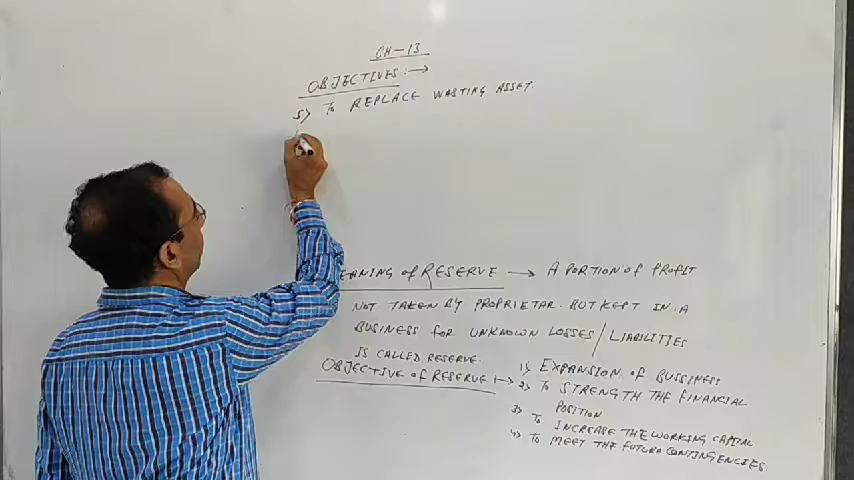 CH-13
OBJECTIVES:→
5) TO REPLACE WASTING ASSET.
EANING OF RESERVE → A PORTION OF PROFIT
NOT TAKEN BY PROPRIETAR. BUT KEPT IN A
BUSINESS FOR UNKNOWN LOSSES/LIABILITIES
IS CALLED RESERVE.
OBJECTIVE OF RESERVE :→ 1) EXPANSION OF BUSSINESS
2) TO STRENGTH THE FINANCIAL
POSITION
3) TO INCREASE THE WORKING CAPITAL
4) TO MEET THE FUTURE CONTINGENCIES.